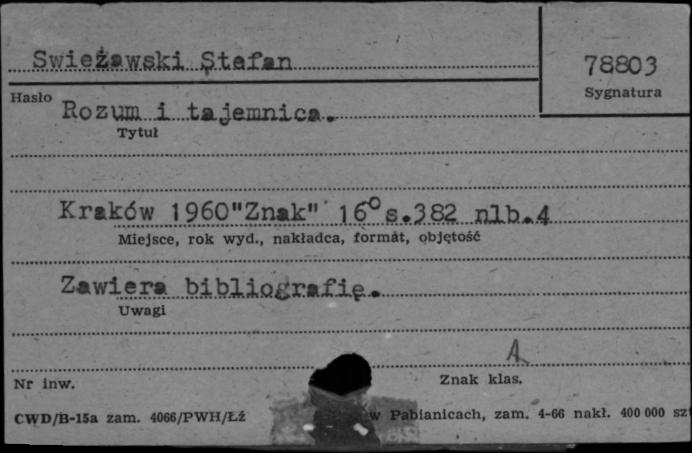 Swieżawski Stefan
78803
Hasło
Sygnatura
Rozum i tajemnica.
Tytuł
Kraków 1960"Znak" 16° s.382 nlb.4
Miejsce, rok wyd., nakładca, format, objętość
Zawiera bibliografię.
Uwagi
A
Nr inw.
Znak klas.
CWD/B-15a zam. 4066/PWH/Łź w Pabianicach, zam. 4-66 nakł. 400 000 szt